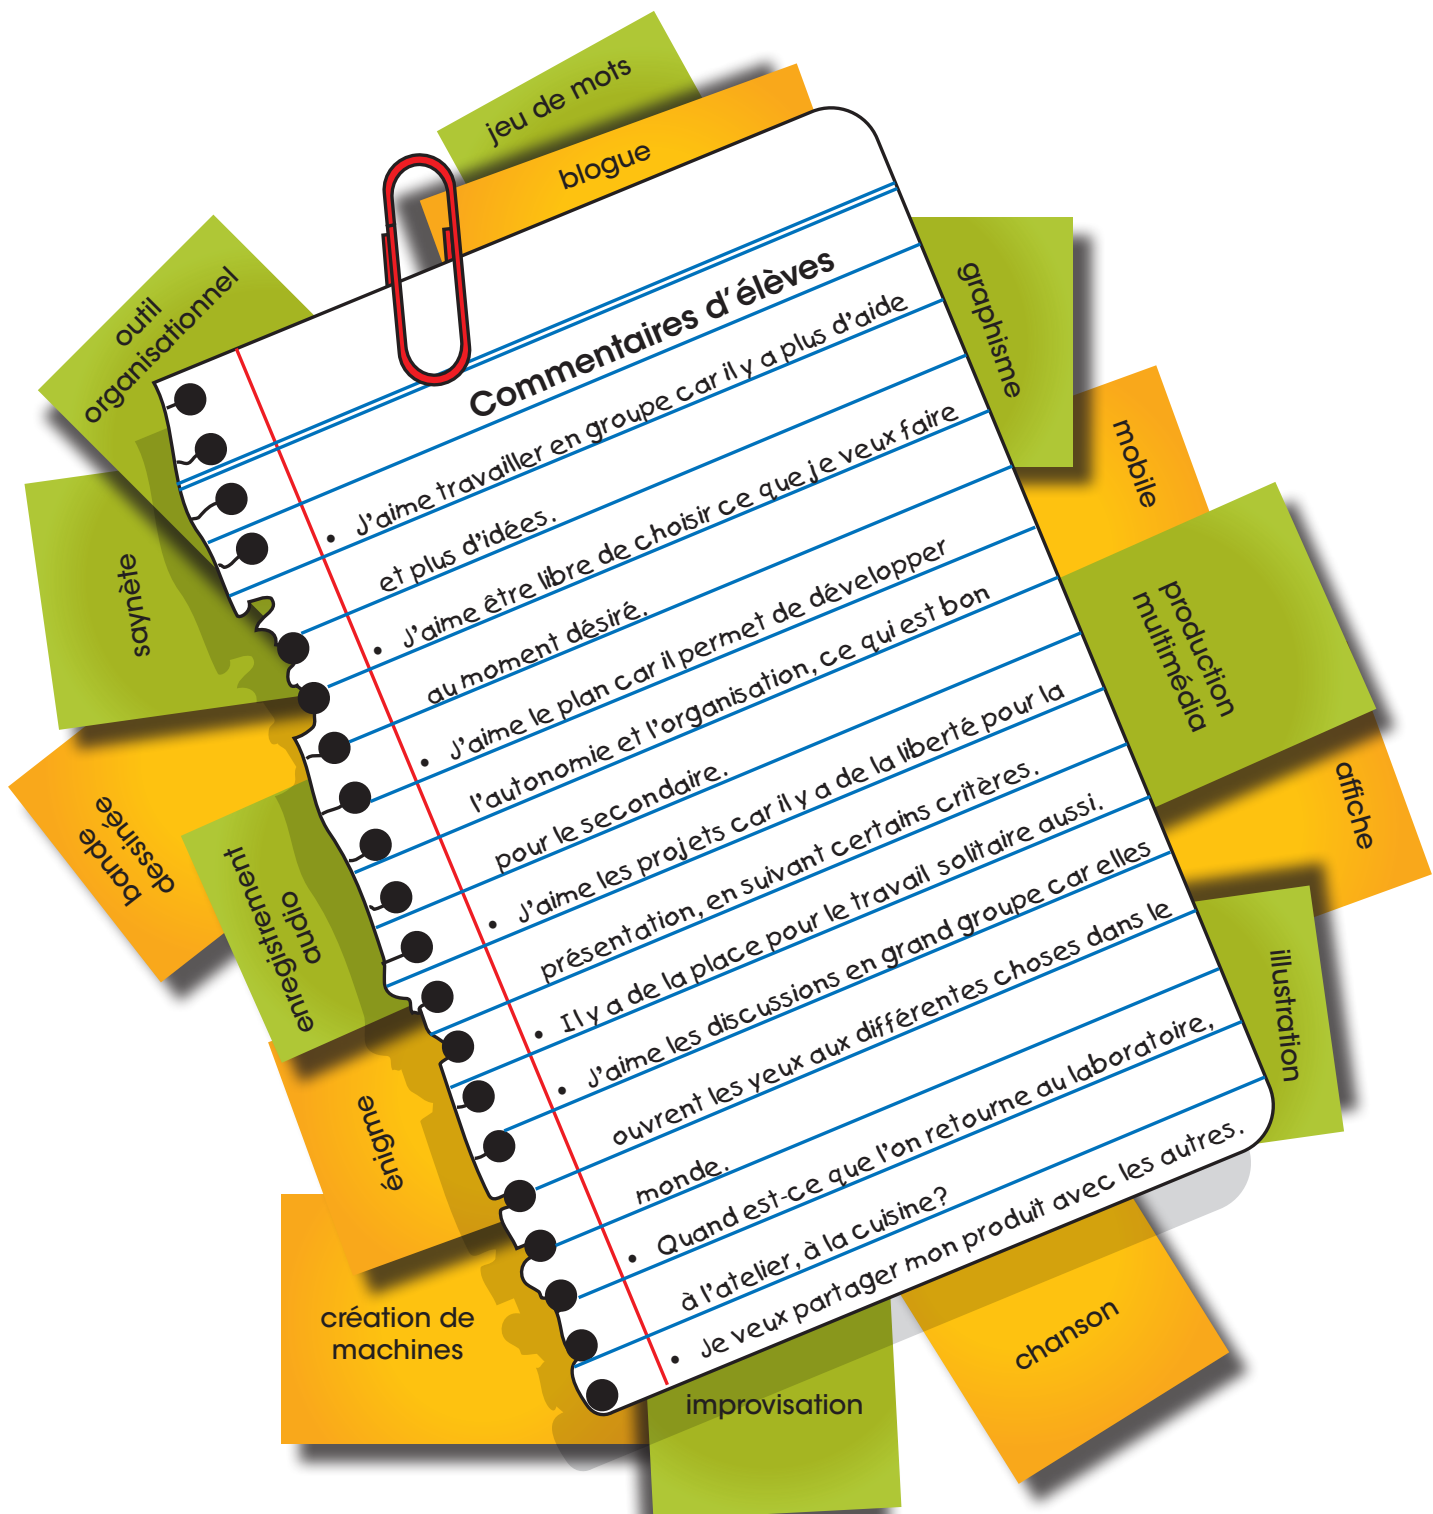 jeu de mots
blogue
outil
organisationnel
graphisme
mobile
saynète
production
multimédia
bande
dessinée
affiche
enregistrement
audio
illustration
énigme
création de
machines
improvisation
chanson
Commentaires d'élèves
• J'aime travailler en groupe car il y a plus d'aide
et plus d'idées.
• J'aime être libre de choisir ce que je veux faire
au moment désiré.
• J'aime le plan car il permet de développer
l'autonomie et l'organisation, ce qui est bon
pour le secondaire.
• J'aime les projets car il y a de la liberté pour la
présentation, en suivant certains critères.
• Il y a de la place pour le travail solitaire aussi.
• J'aime les discussions en grand groupe car elles
ouvrent les yeux aux différentes choses dans le
monde.
• Quand est-ce que l'on retourne au laboratoire,
à l'atelier, à la cuisine?
• Je veux partager mon produit avec les autres.